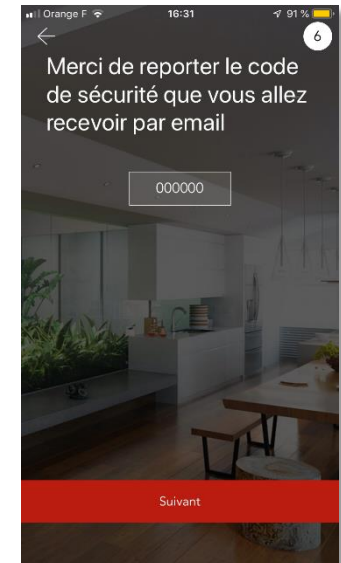 Orange F 16:31 91 %
6
Merci de reporter le code
de sécurité que vous allez
recevoir par email
000000
Suivant